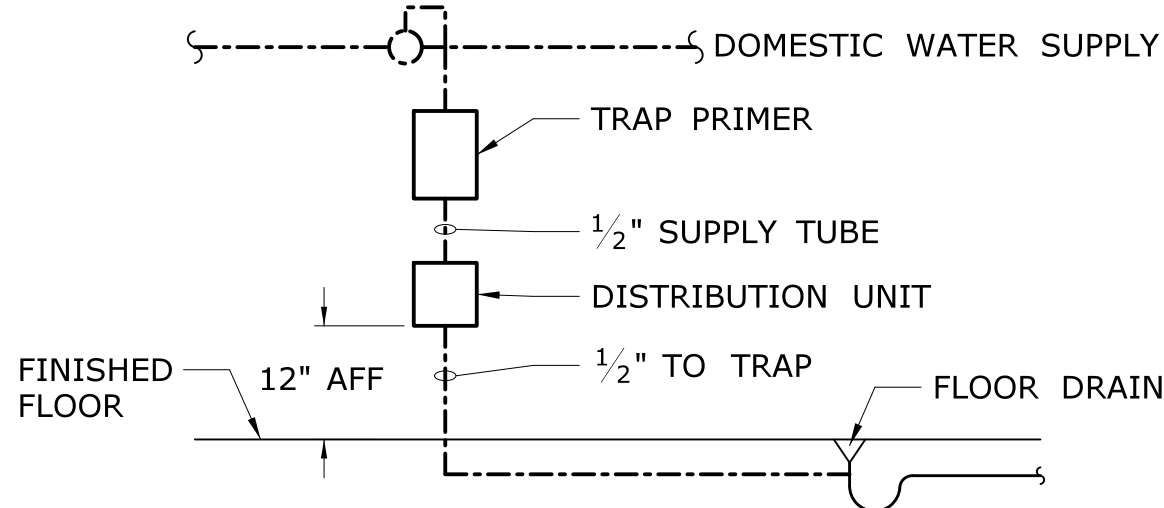 DOMESTIC WATER SUPPLY
TRAP PRIMER
1/2" SUPPLY TUBE
DISTRIBUTION UNIT
1/2" TO TRAP
12" AFF
FINISHED
FLOOR
FLOOR DRAIN